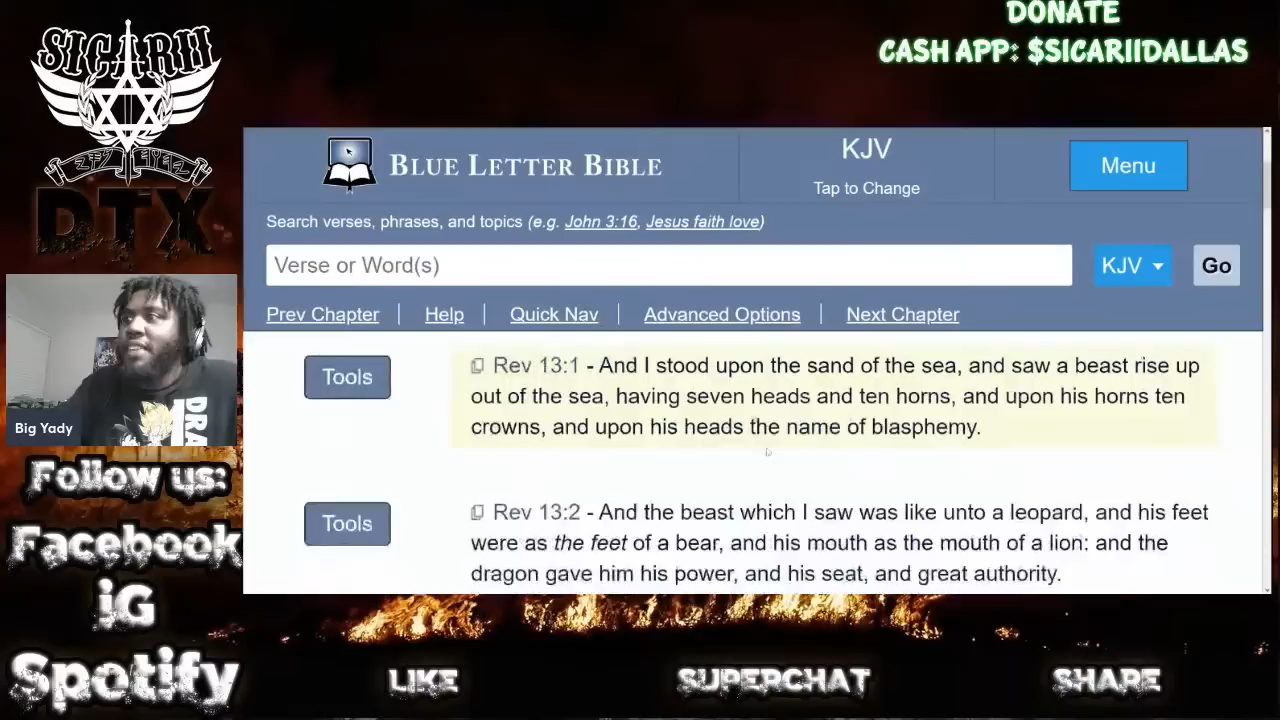 DONATE
CASH APP: $SICARIIDALLAS
SICARII
DTX
BLUE LETTER BIBLE
KJV
Tap to Change
Menu
Search verses, phrases, and topics (e.g. John 3:16, Jesus faith love)
Verse or Word(s)
KJV
Go
Prev Chapter
Help
Quick Nav
Advanced Options
Next Chapter
Tools
Rev 13:1 - And I stood upon the sand of the sea, and saw a beast rise up
out of the sea, having seven heads and ten horns, and upon his horns ten
crowns, and upon his heads the name of blasphemy.
Tools
Rev 13:2 - And the beast which I saw was like unto a leopard, and his feet
were as the feet of a bear, and his mouth as the mouth of a lion: and the
dragon gave him his power, and his seat, and great authority.
DRA
Big Yady
Follow us:
Facebook
iG
Spotify
LIKE
SUPERCHAT
SHARE